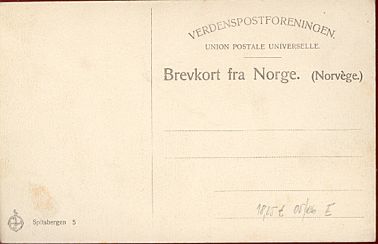 VERDENSPOSTFORENINGEN.
UNION POSTALE UNIVERSELLE.
Brevkort fra Norge. (Norvège.)
E
Spitsbergen 5